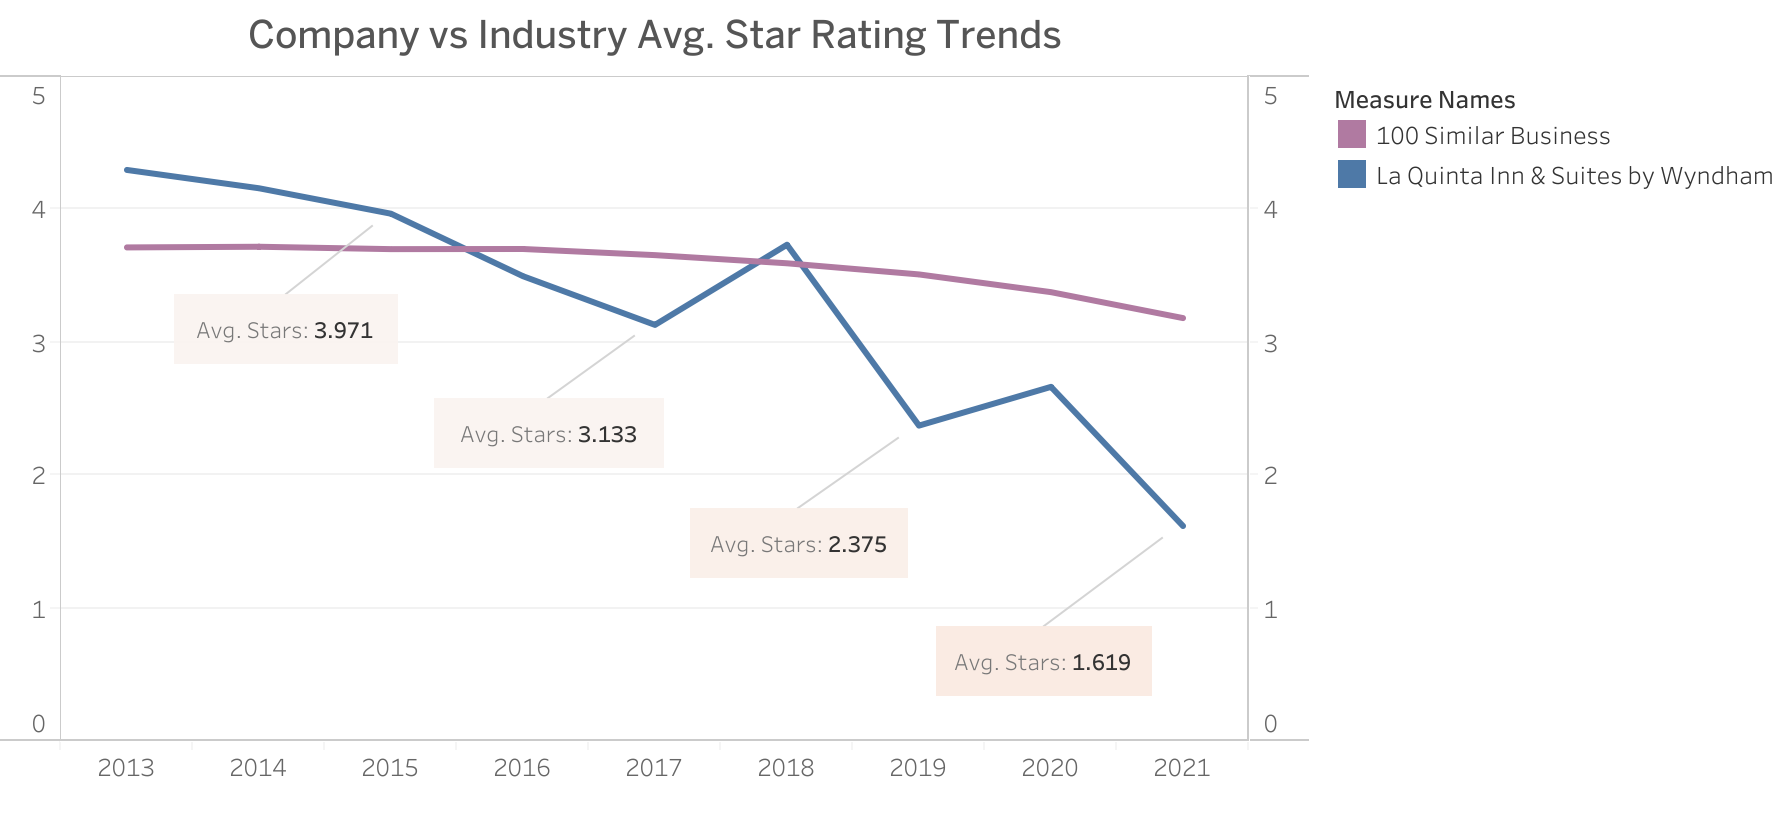 Company vs Industry Avg. Star Rating Trends
5
4
3
2
1
0
5
4
3
2
1
0
Avg. Stars: 3.971
Avg. Stars: 3.133
Avg. Stars: 2.375
Avg. Stars: 1.619
2013 2014 2015 2016 2017 2018 2019 2020 2021
Measure Names
100 Similar Business
La Quinta Inn & Suites by Wyndham